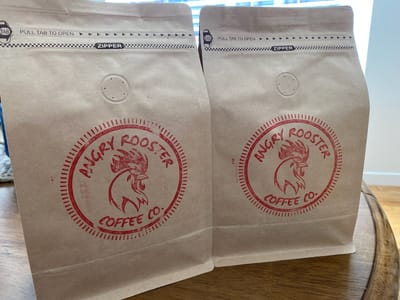 PULL TAB TO OPEN
ZIPPER
ANGRY ROOSTER
COFFEE CO.
PULL TAB TO OPEN
ZIPPER
ANGRY ROOSTER
COFFEE CO.